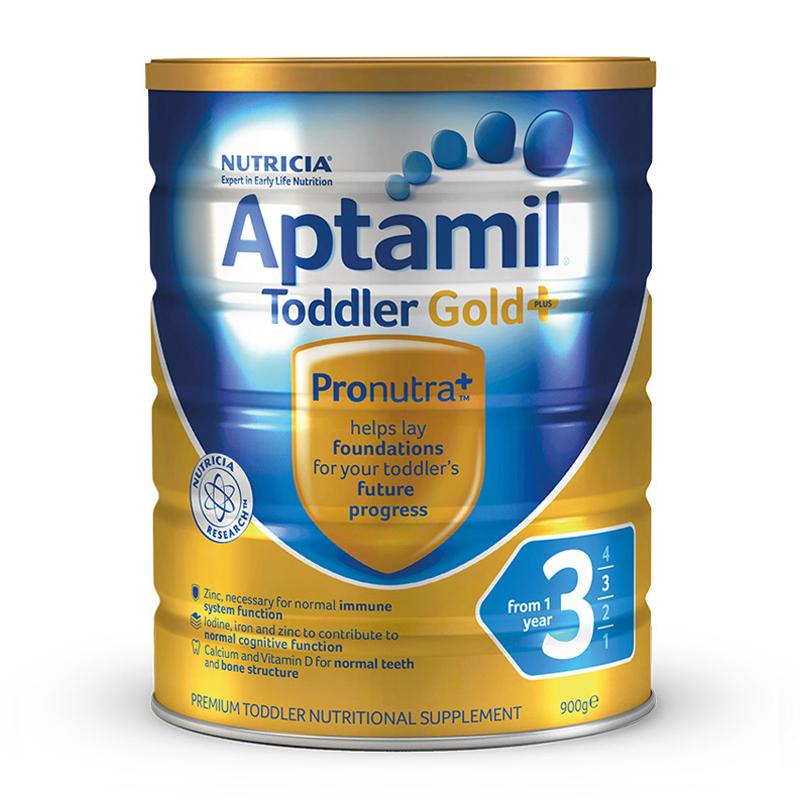 NUTRICIA®
Expert in Early Life Nutrition
Aptamil®
Toddler Gold+
PLUS
Pronutra+™
helps lay
foundations
for your toddler's
future
progress
NUTRICIA
RESEARCH™
Zinc, necessary for normal immune
system function
Iodine, iron and zinc to contribute to
normal cognitive function
Calcium and Vitamin D for normal teeth
and bone structure
from 1
year
3
4
3
2
1
PREMIUM TODDLER NUTRITIONAL SUPPLEMENT
900g℮